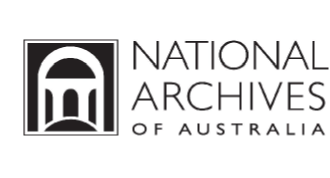 NATIONAL
ARCHIVES
OF AUSTRALIA